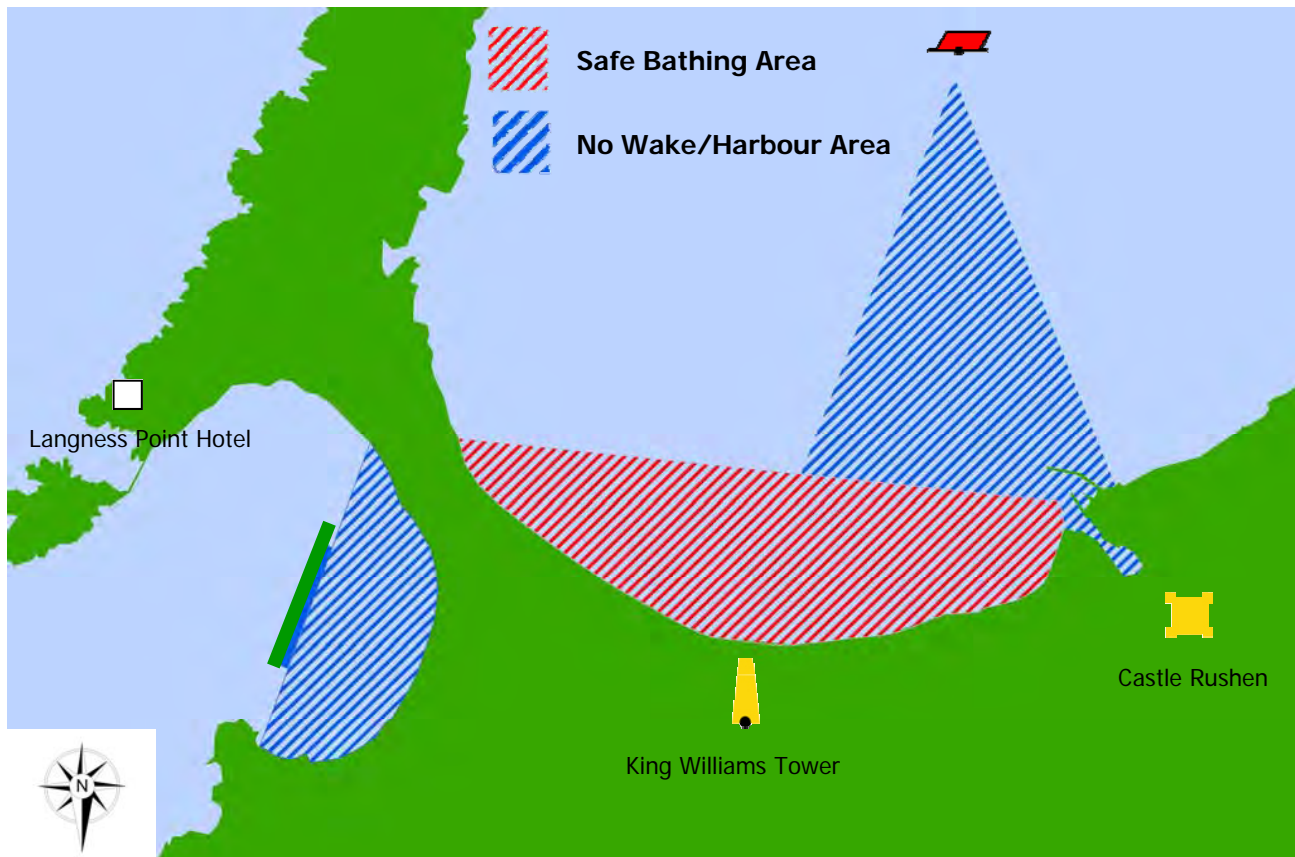 Safe Bathing Area
No Wake/Harbour Area
Langness Point Hotel
Castle Rushen
King Williams Tower
N